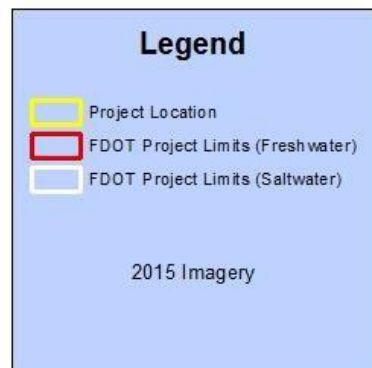 Legend
Project Location
FDOT Project Limits (Freshwater)
FDOT Project Limits (Saltwater)
2015 Imagery